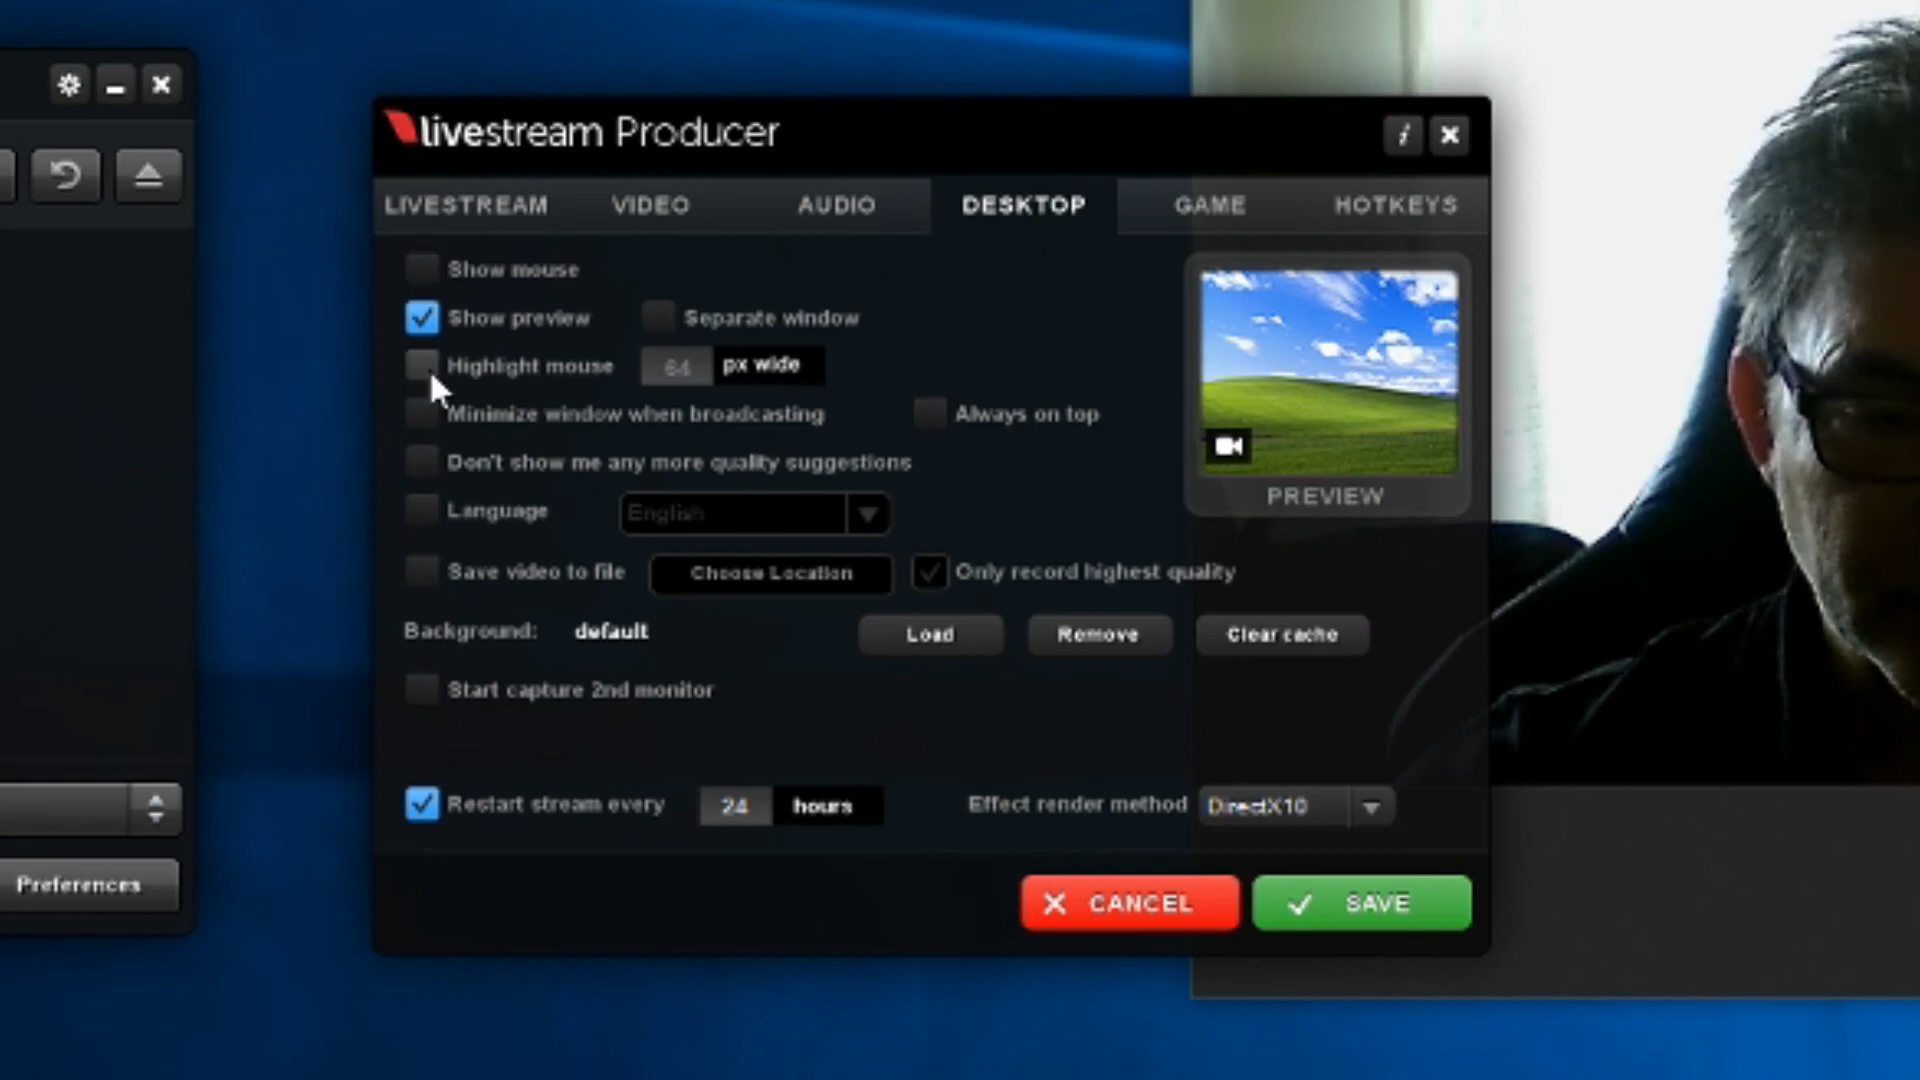 livestream Producer
LIVESTREAM VIDEO AUDIO DESKTOP GAME HOTKEYS
Show mouse
Show preview Separate window
Highlight mouse 64 px wide
Minimize window when broadcasting Always on top
Don't show me any more quality suggestions
PREVIEW
Language English
Save video to file Choose Location Only record highest quality
Background: default Load Remove Clear cache
Start capture 2nd monitor
Restart stream every 24 hours Effect render method DirectX10
Preferences
CANCEL SAVE